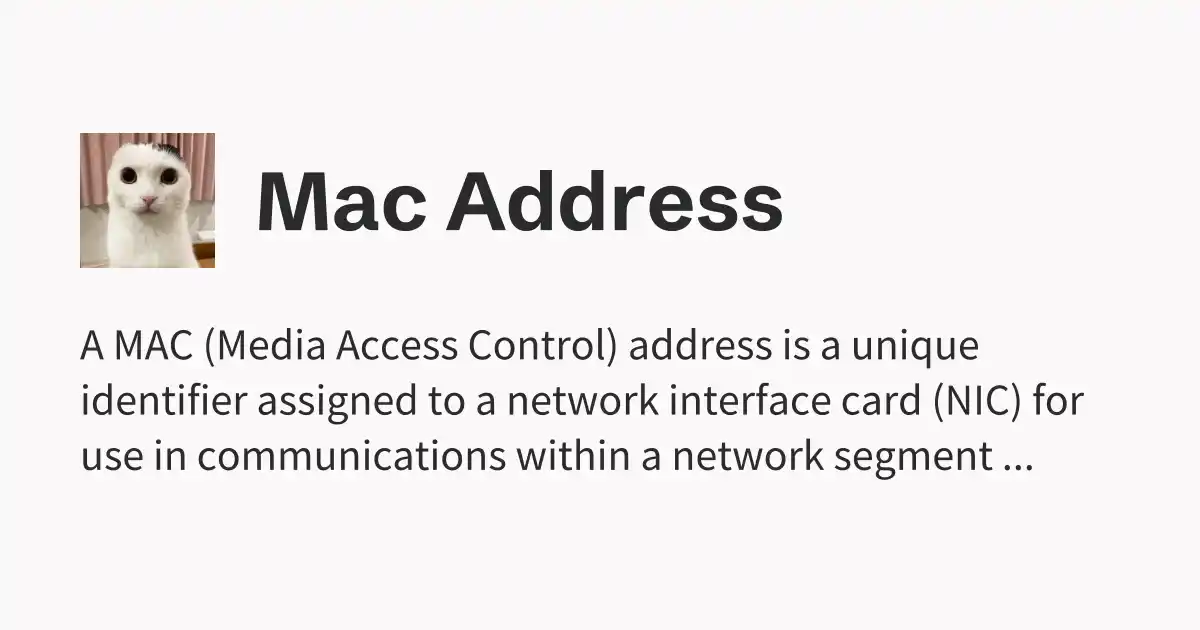 Mac Address
A MAC (Media Access Control) address is a unique
identifier assigned to a network interface card (NIC) for
use in communications within a network segment ...